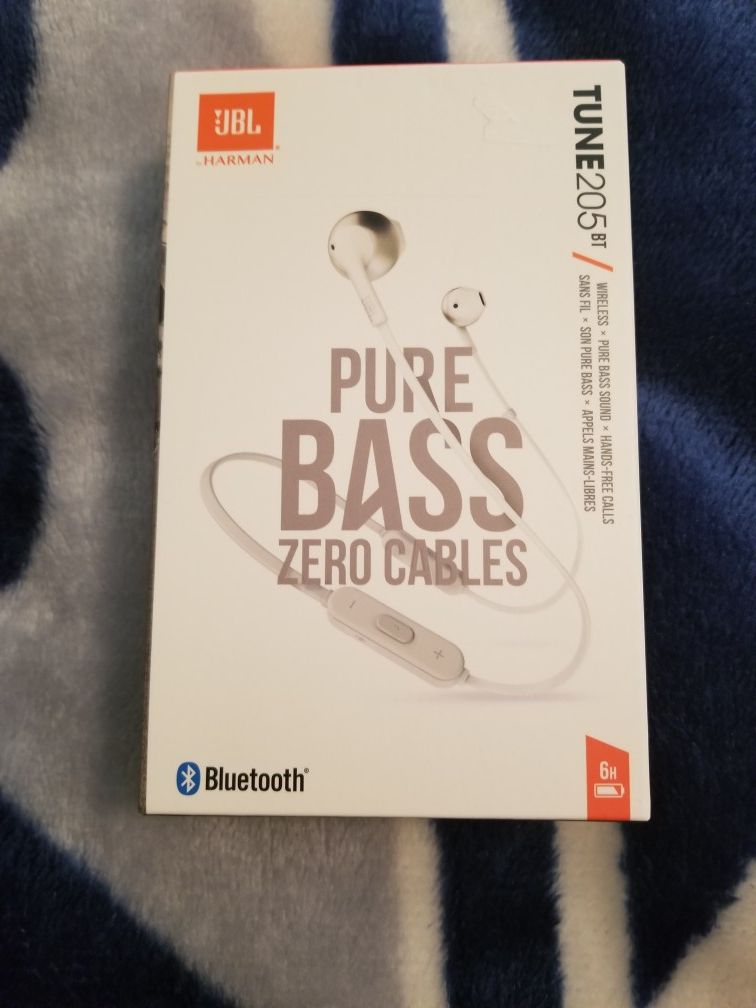 JBL
by HARMAN
TUNE205BT
WIRELESS × PURE BASS SOUND × HANDS-FREE CALLS
SANS FIL × SON PURE BASS × APPELS MAINS-LIBRES
PURE
BASS
ZERO CABLES
Bluetooth®
6H